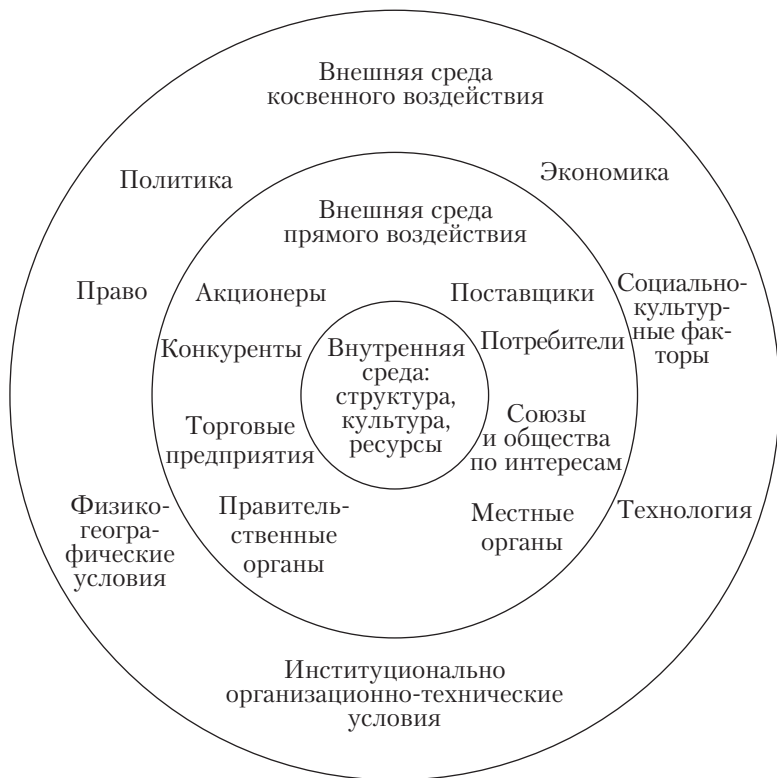 Внешняя среда
косвенного воздействия
Политика
Экономика
Внешняя среда
прямого воздействия
Право
Акционеры
Поставщики
Социально-
культур-
ные фак-
торы
Конкуренты
Внутренняя
среда:
структура,
культура,
ресурсы
Потребители
Торговые
предприятия
Союзы
и общества
по интересам
Физико-
геогра-
фические
условия
Правитель-
ственные
органы
Местные
органы
Технология
Институционально
организационно-технические
условия